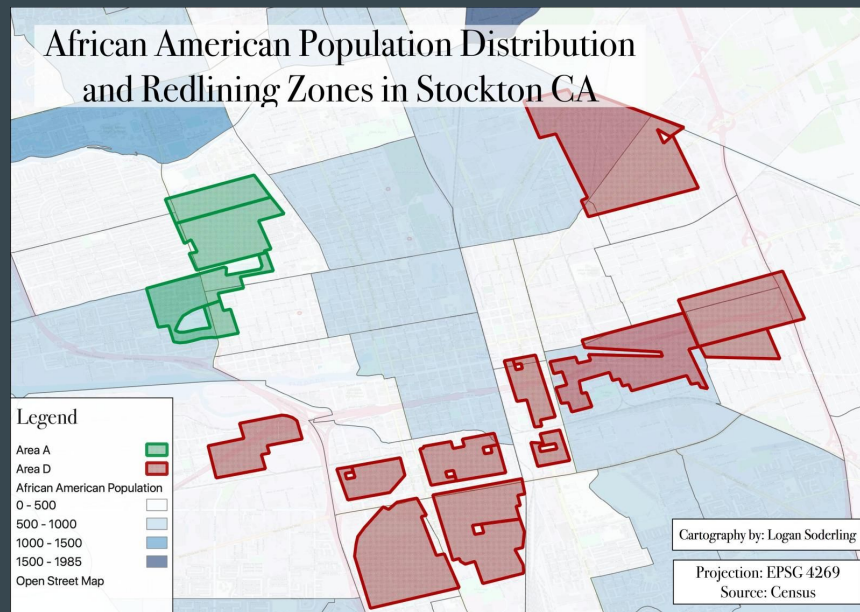 African American Population Distribution
and Redlining Zones in Stockton CA
Legend
Area A
Area D
African American Population
0 - 500
500 - 1000
1000 - 1500
1500 - 1985
Open Street Map
Cartography by: Logan Soderling
Projection: EPSG 4269
Source: Census